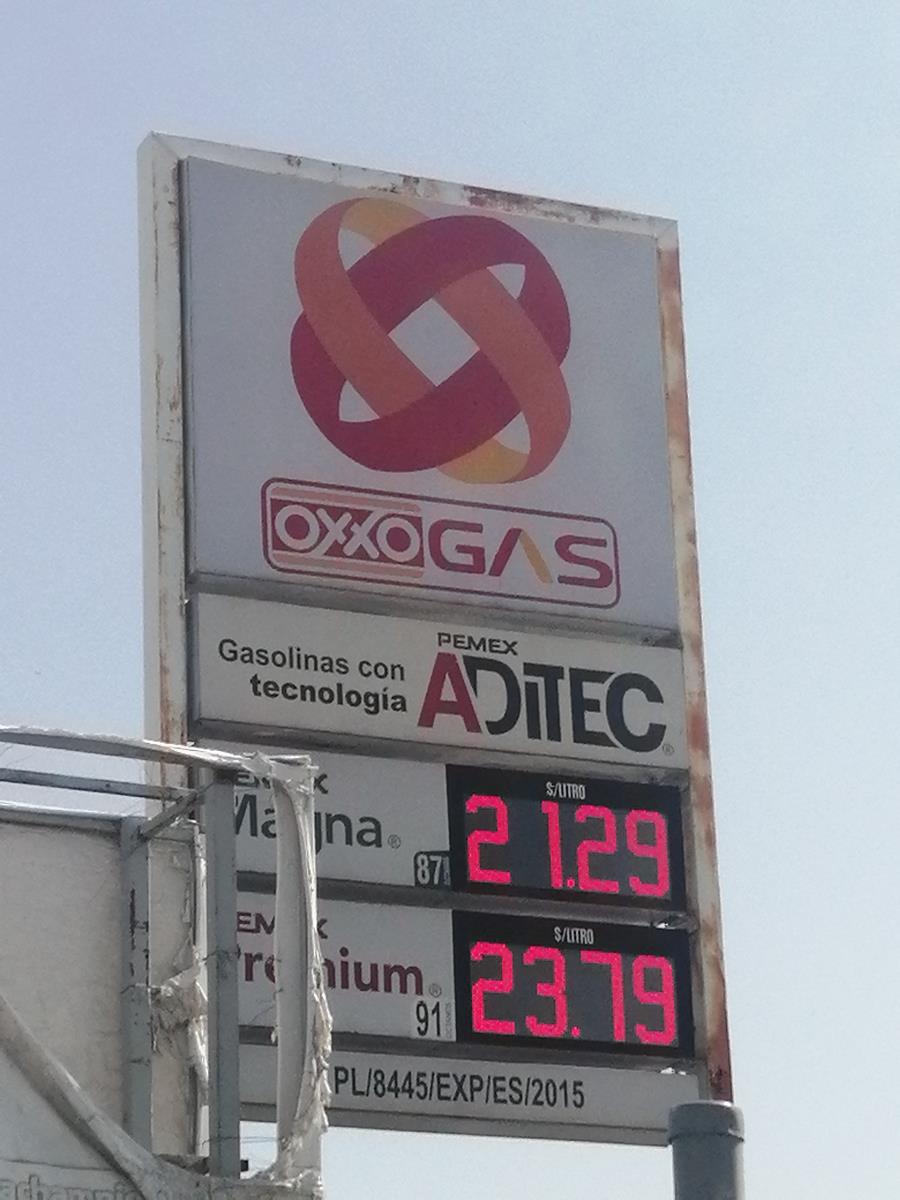 OXXO GAS
Gasolinas con
tecnología
PEMEX
ADITEC®
Magna®
87
$/LITRO
21.29
Premium®
91
$/LITRO
23.79
PL/8445/EXP/ES/2015